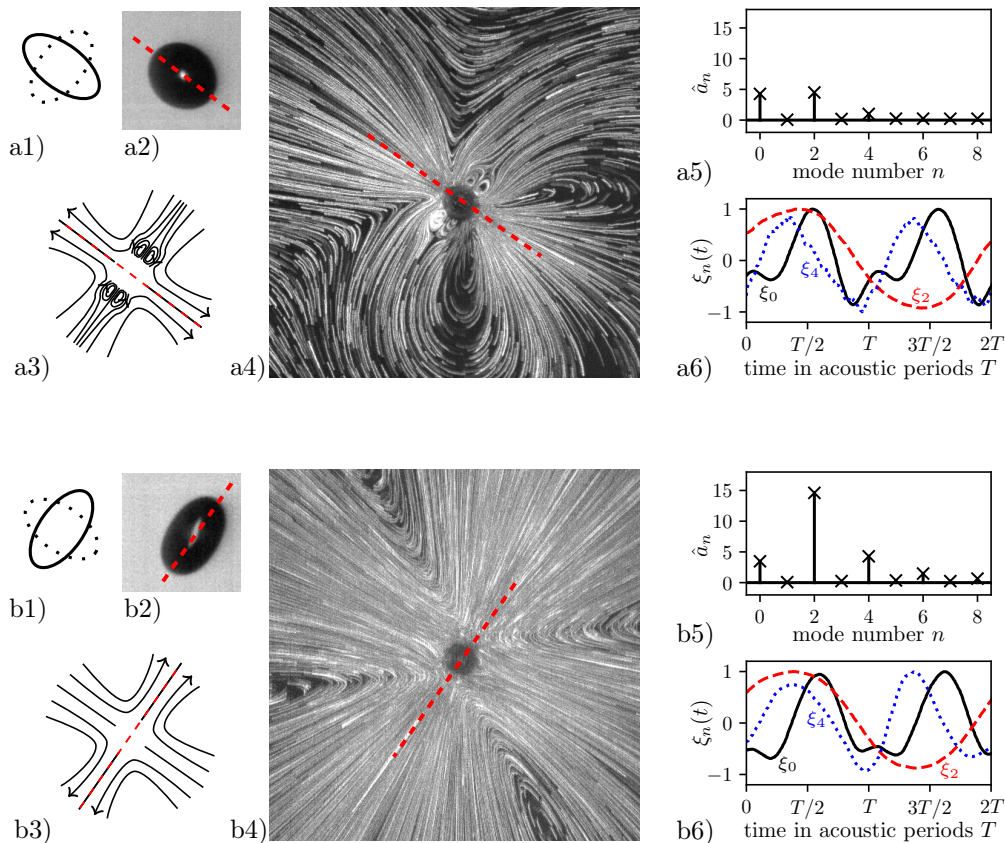 a1)
a2)
a3)
a4)
15
10
5
0
â_n
0 2 4 6 8
mode number n
a5)
1
0
−1
ξ_n(t)
ξ_0
ξ_4
ξ_2
T/2 T 3T/2 2T
time in acoustic periods T
a6)
b1)
b2)
b3)
b4)
15
10
5
0
â_n
0 2 4 6 8
mode number n
b5)
1
0
−1
ξ_n(t)
ξ_0
ξ_4
ξ_2
T/2 T 3T/2 2T
time in acoustic periods T
b6)